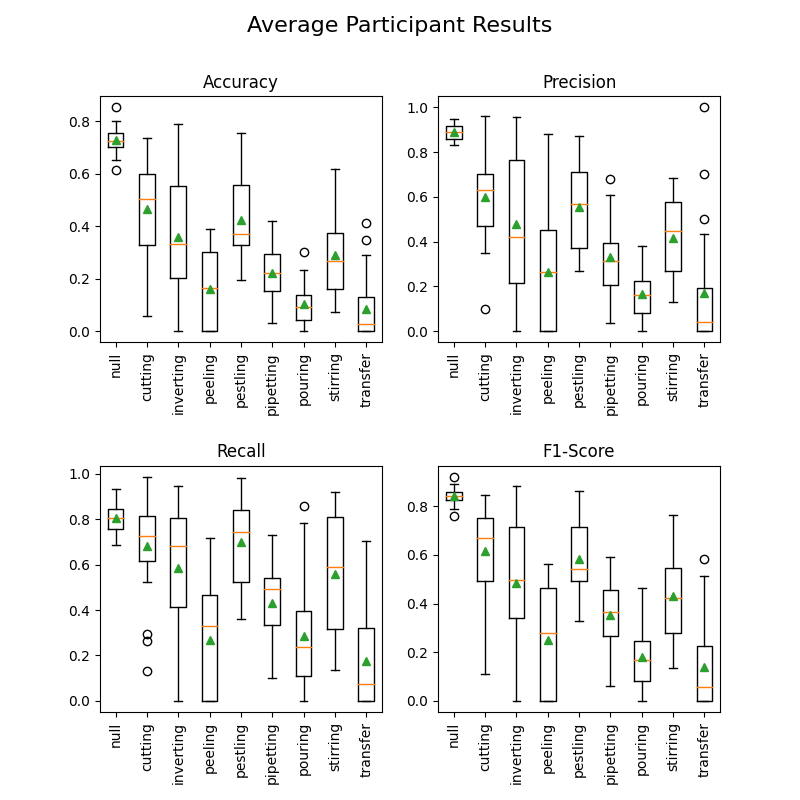 Average Participant Results
Accuracy
0.8
0.6
0.4
0.2
0.0
null
cutting
inverting
peeling
pestling
pipetting
pouring
stirring
transfer
Precision
1.0
0.8
0.6
0.4
0.2
0.0
null
cutting
inverting
peeling
pestling
pipetting
pouring
stirring
transfer
Recall
1.0
0.8
0.6
0.4
0.2
0.0
null
cutting
inverting
peeling
pestling
pipetting
pouring
stirring
transfer
F1-Score
0.8
0.6
0.4
0.2
0.0
null
cutting
inverting
peeling
pestling
pipetting
pouring
stirring
transfer